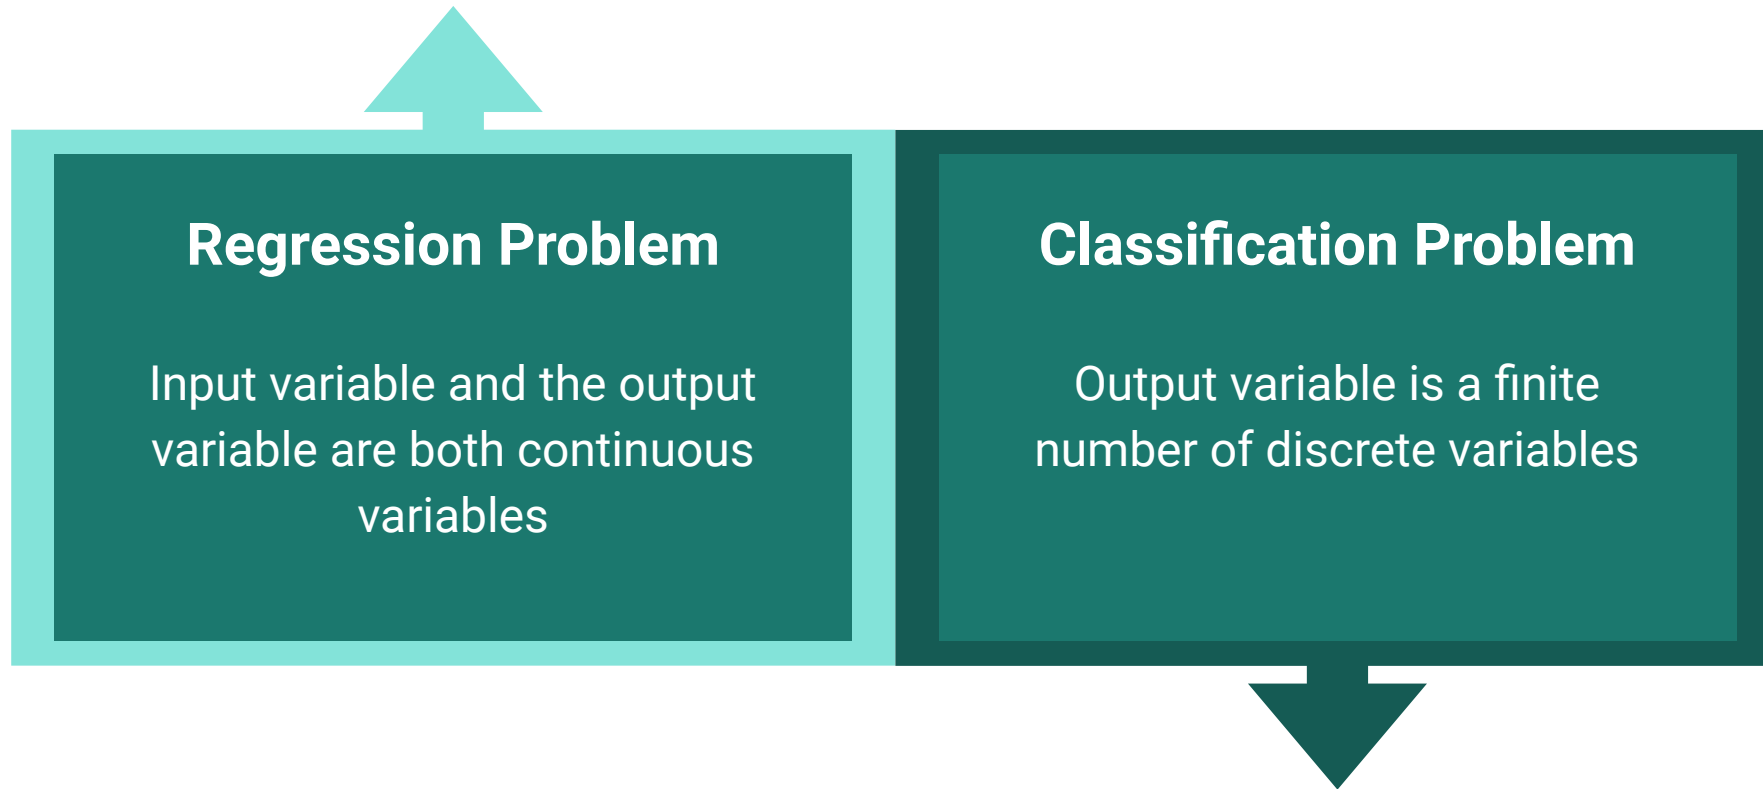 Regression Problem
Input variable and the output
variable are both continuous
variables
Classification Problem
Output variable is a finite
number of discrete variables